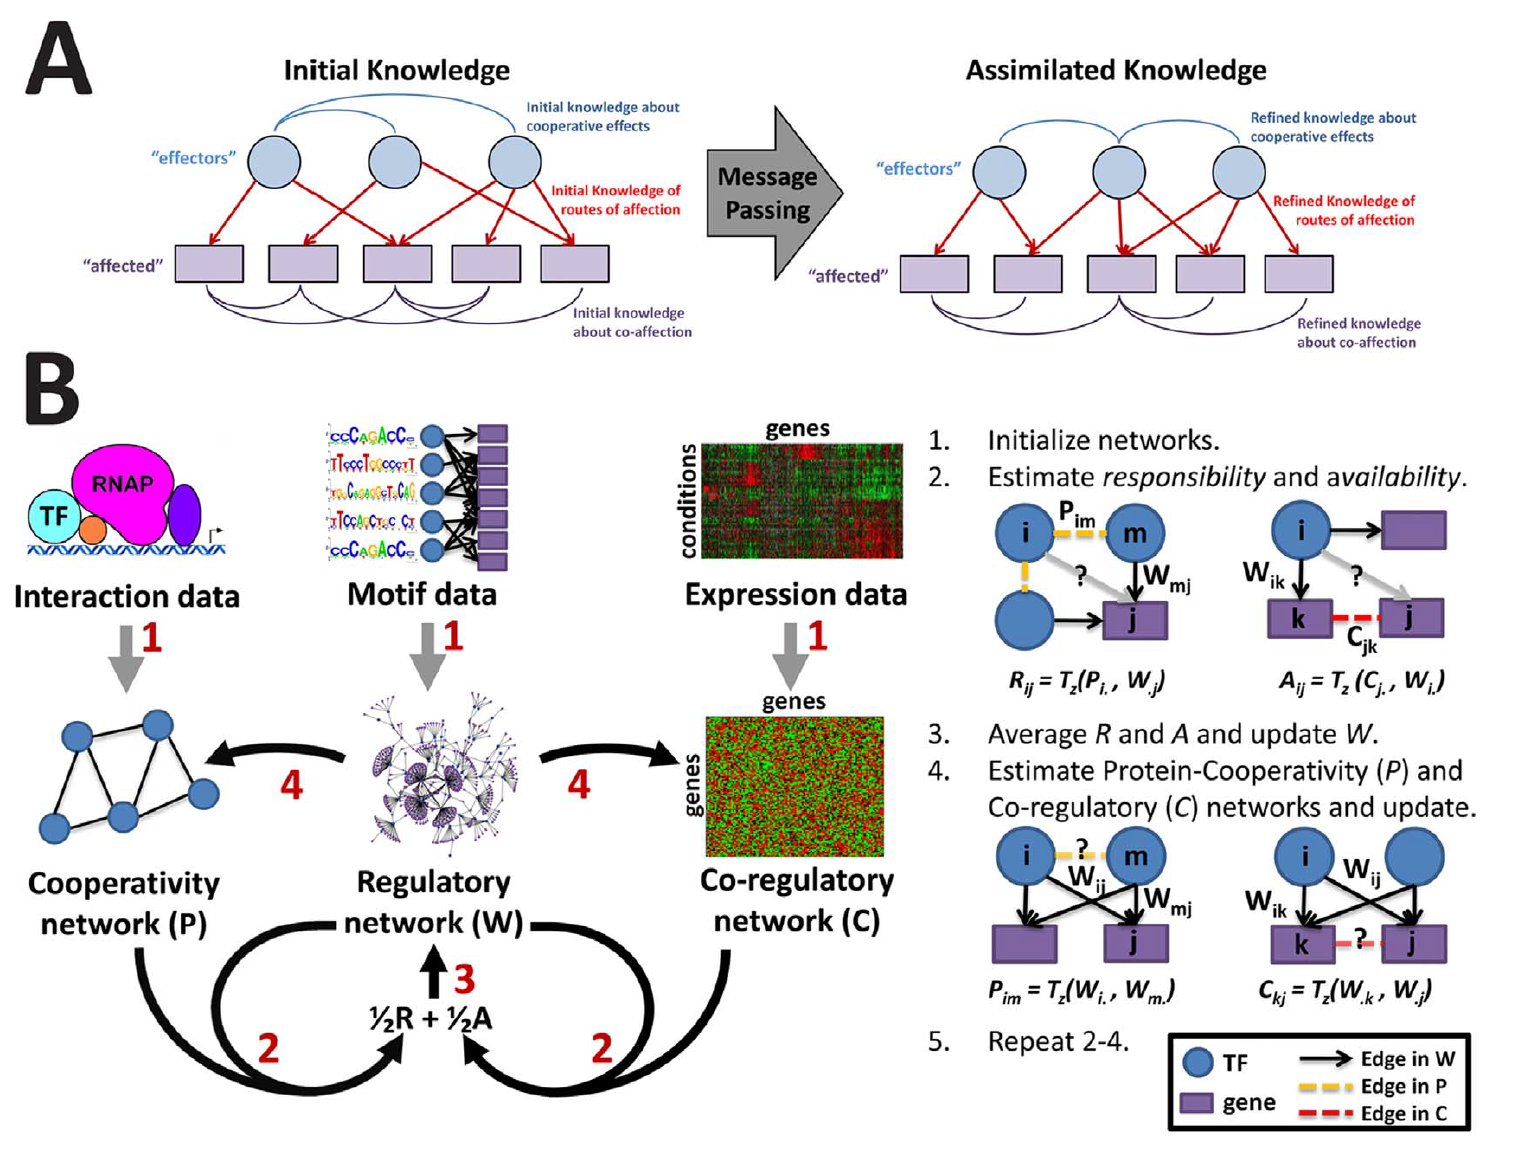 A
Initial Knowledge
Initial knowledge about
cooperative effects
"effectors"
Initial Knowledge of
routes of affection
"affected"
Initial knowledge
about co-affection
Message
Passing
Assimilated Knowledge
Refined knowledge about
cooperative effects
"effectors"
Refined Knowledge of
routes of affection
"affected"
Refined knowledge
about co-affection
B
RNAP
TF
Interaction data
1
Motif data
1
genes
conditions
Expression data
1
genes
genes
4
4
Cooperativity
network (P)
Regulatory
network (W)
Co-regulatory
network (C)
3
½R + ½A
2
2
1. Initialize networks.
2. Estimate responsibility and availability.
i
Pim
m
?
Wmj
j
Rij = Tz(Pi. , W.j)
i
Wik
?
k
Cjk
j
Aij = Tz (Cj. , Wi.)
3. Average R and A and update W.
4. Estimate Protein-Cooperativity (P) and
Co-regulatory (C) networks and update.
i
?
m
Wij
Wmj
j
Pim = Tz(Wi. , Wm.)
i
Wij
Wik
k
?
j
Ckj = Tz(W.k , W.j)
5. Repeat 2-4.
TF
gene
Edge in W
Edge in P
Edge in C